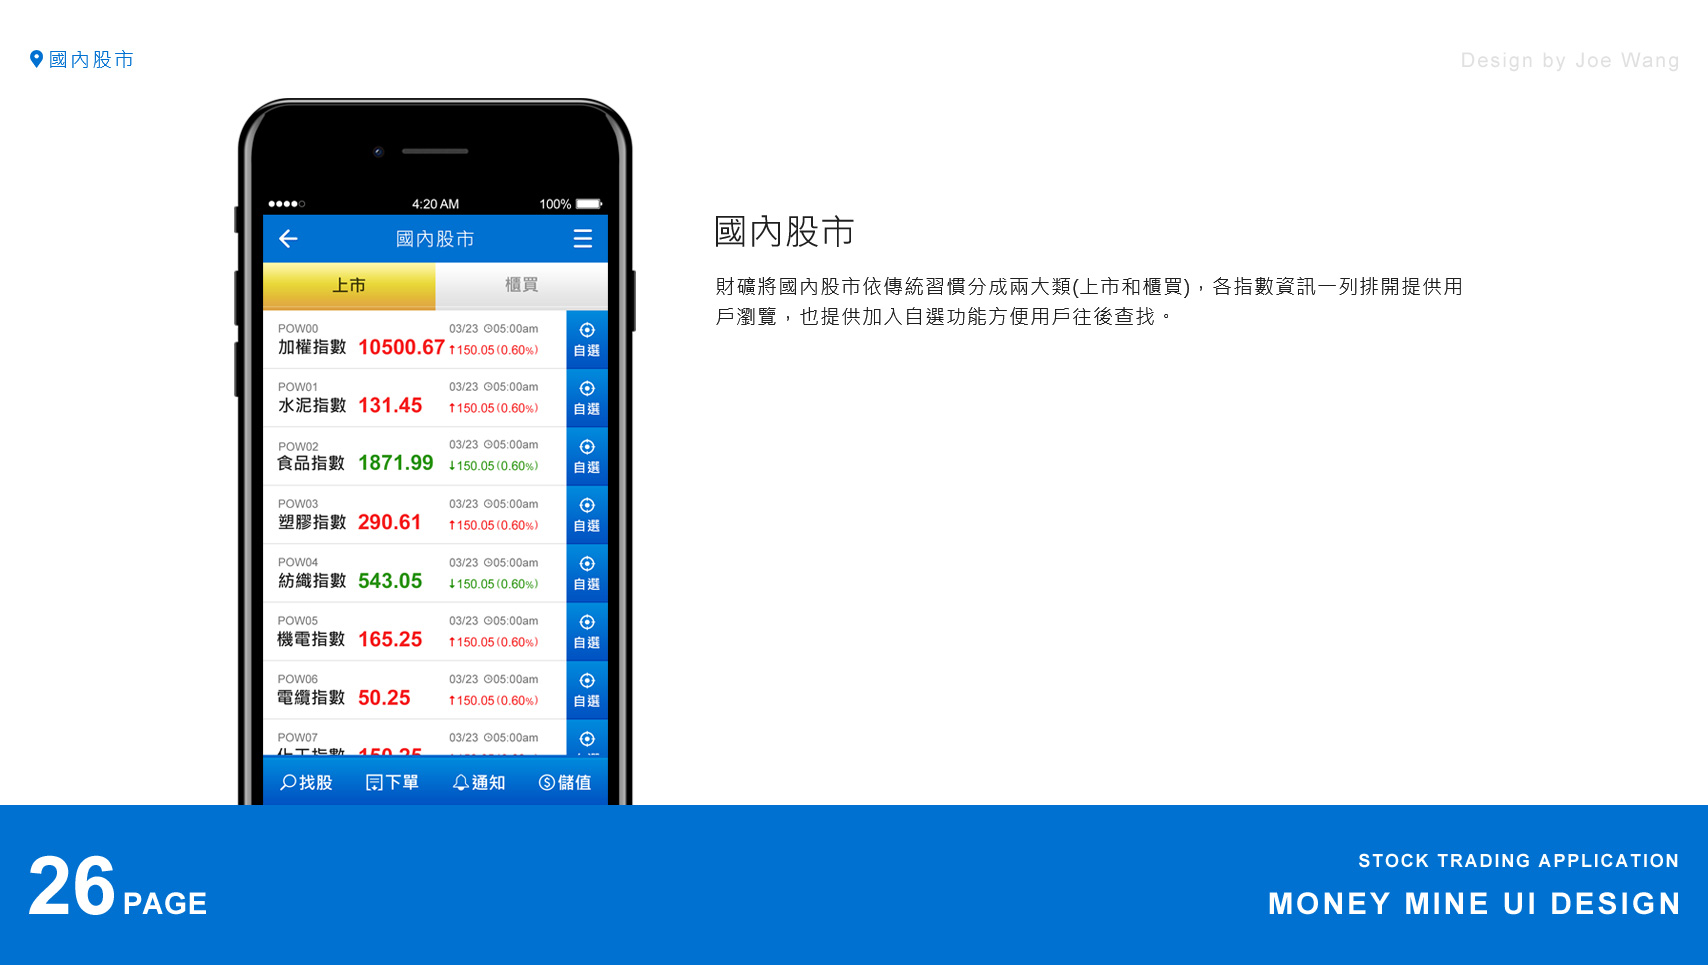 國內股市
Design by Joe Wang
4:20 AM
100%
國內股市
上市
櫃買
POW00
03/23 05:00am
加權指數 10500.67 ↑150.05(0.60%)
自選
POW01
03/23 05:00am
水泥指數 131.45 ↑150.05(0.60%)
自選
POW02
03/23 05:00am
食品指數 1871.99 ↓150.05(0.60%)
自選
POW03
03/23 05:00am
塑膠指數 290.61 ↑150.05(0.60%)
自選
POW04
03/23 05:00am
紡織指數 543.05 ↓150.05(0.60%)
自選
POW05
03/23 05:00am
機電指數 165.25 ↑150.05(0.60%)
自選
POW06
03/23 05:00am
電纜指數 50.25 ↑150.05(0.60%)
自選
POW07
03/23 05:00am
化工指數 150.25
找股
下單
通知
儲值
國內股市
財礦將國內股市依傳統習慣分成兩大類(上市和櫃買)，各指數資訊一列排開提供用
戶瀏覽，也提供加入自選功能方便用戶往後查找。
26 PAGE
STOCK TRADING APPLICATION
MONEY MINE UI DESIGN